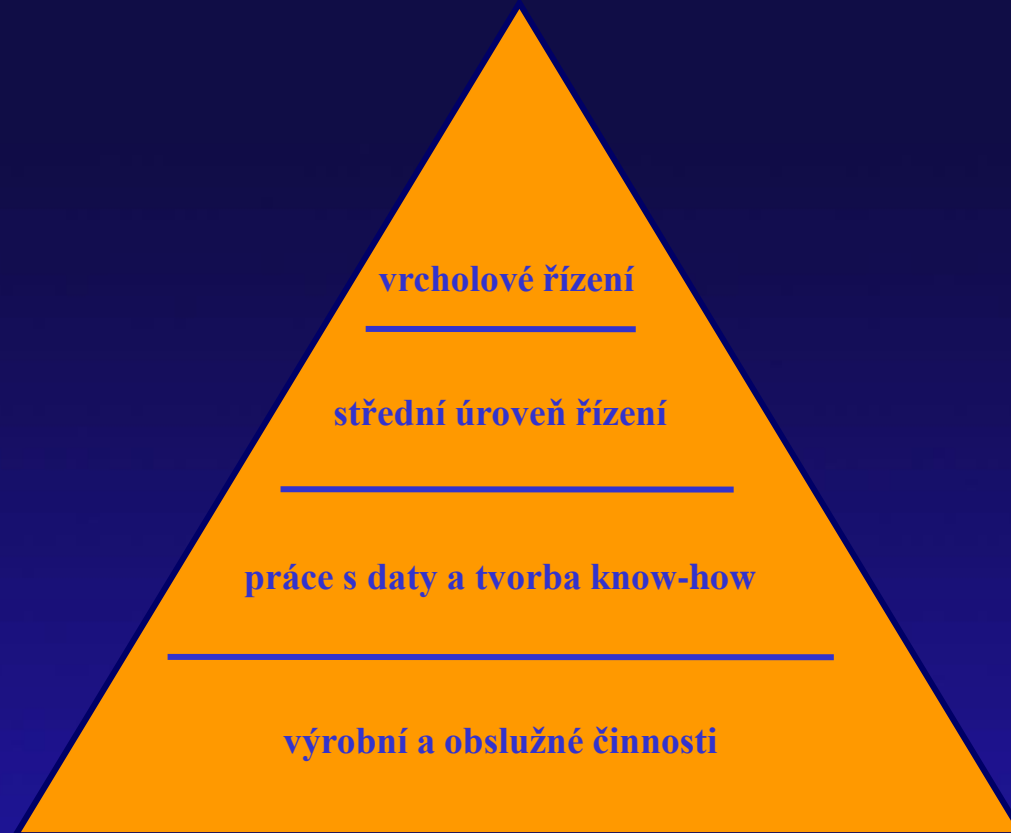 vrcholové řízení
střední úroveň řízení
práce s daty a tvorba know-how
výrobní a obslužné činnosti